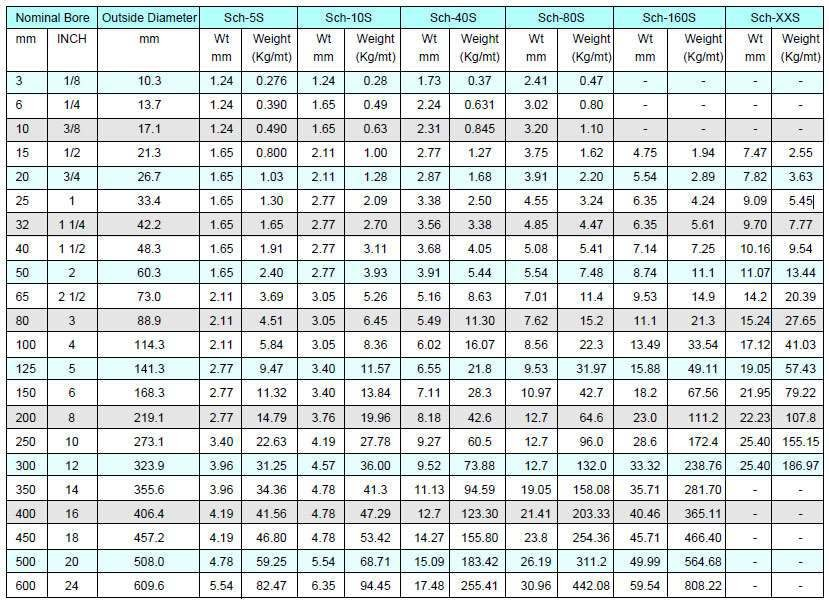 Nominal Bore Outside Diameter Sch-5S Sch-10S Sch-40S Sch-80S Sch-160S Sch-XXS
mm INCH mm Wt Weight Wt Weight Wt Weight Wt Weight Wt Weight Wt Weight
mm (Kg/mt) mm (Kg/mt) mm (Kg/mt) mm (Kg/mt) mm (Kg/mt) mm (Kg/mt)
3 1/8 10.3 1.24 0.276 1.24 0.28 1.73 0.37 2.41 0.47 - - - -
6 1/4 13.7 1.24 0.390 1.65 0.49 2.24 0.631 3.02 0.80 - - - -
10 3/8 17.1 1.24 0.490 1.65 0.63 2.31 0.845 3.20 1.10 - - - -
15 1/2 21.3 1.65 0.800 2.11 1.00 2.77 1.27 3.75 1.62 4.75 1.94 7.47 2.55
20 3/4 26.7 1.65 1.03 2.11 1.28 2.87 1.68 3.91 2.20 5.54 2.89 7.82 3.63
25 1 33.4 1.65 1.30 2.77 2.09 3.38 2.50 4.55 3.24 6.35 4.24 9.09 5.45
32 1 1/4 42.2 1.65 1.65 2.77 2.70 3.56 3.38 4.85 4.47 6.35 5.61 9.70 7.77
40 1 1/2 48.3 1.65 1.91 2.77 3.11 3.68 4.05 5.08 5.41 7.14 7.25 10.16 9.54
50 2 60.3 1.65 2.40 2.77 3.93 3.91 5.44 5.54 7.48 8.74 11.1 11.07 13.44
65 2 1/2 73.0 2.11 3.69 3.05 5.26 5.16 8.63 7.01 11.4 9.53 14.9 14.2 20.39
80 3 88.9 2.11 4.51 3.05 6.45 5.49 11.30 7.62 15.2 11.1 21.3 15.24 27.65
100 4 114.3 2.11 5.84 3.05 8.36 6.02 16.07 8.56 22.3 13.49 33.54 17.12 41.03
125 5 141.3 2.77 9.47 3.40 11.57 6.55 21.8 9.53 31.97 15.88 49.11 19.05 57.43
150 6 168.3 2.77 11.32 3.40 13.84 7.11 28.3 10.97 42.7 18.2 67.56 21.95 79.22
200 8 219.1 2.77 14.79 3.76 19.96 8.18 42.6 12.7 64.6 23.0 111.2 22.23 107.8
250 10 273.1 3.40 22.63 4.19 27.78 9.27 60.5 12.7 96.0 28.6 172.4 25.40 155.15
300 12 323.9 3.96 31.25 4.57 36.00 9.52 73.88 12.7 132.0 33.32 238.76 25.40 186.97
350 14 355.6 3.96 34.36 4.78 41.3 11.13 94.59 19.05 158.08 35.71 281.70 - -
400 16 406.4 4.19 41.56 4.78 47.29 12.7 123.30 21.41 203.33 40.46 365.11 - -
450 18 457.2 4.19 46.80 4.78 53.42 14.27 155.80 23.8 254.36 45.71 466.40 - -
500 20 508.0 4.78 59.25 5.54 68.71 15.09 183.42 26.19 311.2 49.99 564.68 - -
600 24 609.6 5.54 82.47 6.35 94.45 17.48 255.41 30.96 442.08 59.54 808.22 - -